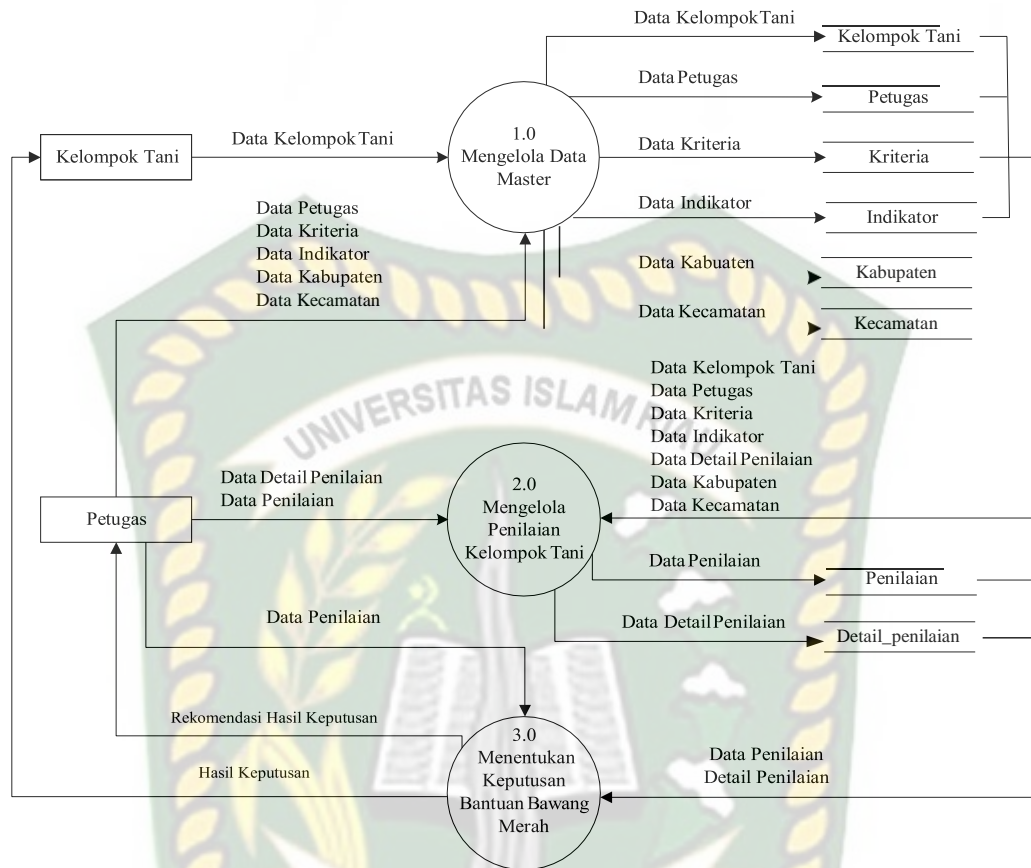 Data Kelompok Tani
Kelompok Tani
Data Petugas
Petugas
1.0
Mengelola Data
Master
Data Kelompok Tani
Kelompok Tani
Data Kriteria
Kriteria
Data Indikator
Indikator
Data Petugas
Data Kriteria
Data Indikator
Data Kabupaten
Data Kecamatan
Data Kabuaten
Kabupaten
Data Kecamatan
Kecamatan
UNIVERSITAS ISLAM RIAU
Data Kelompok Tani
Data Petugas
Data Kriteria
Data Indikator
Data Detail Penilaian
Data Kabupaten
Data Kecamatan
Data Detail Penilaian
Data Penilaian
Petugas
2.0
Mengelola
Penilaian
Kelompok Tani
Data Penilaian
Penilaian
Data Detail Penilaian
Detail_penilaian
Data Penilaian
Rekomendasi Hasil Keputusan
Hasil Keputusan
3.0
Menentukan
Keputusan
Bantuan Bawang
Merah
Data Penilaian
Detail Penilaian